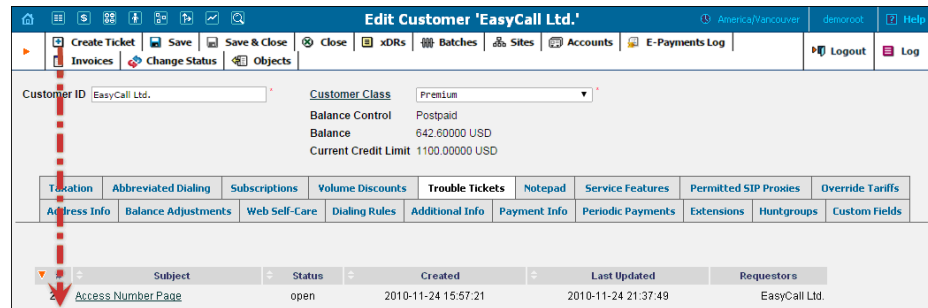 Edit Customer 'EasyCall Ltd.' America/Vancouver demoroot Help
Create Ticket Save Save & Close Close xDRs Batches Sites Accounts E-Payments Log Logout Log
Invoices Change Status Objects
Customer ID EasyCall Ltd. * Customer Class Premium *
Balance Control Postpaid
Balance 642.60000 USD
Current Credit Limit 1100.00000 USD
Taxation Abbreviated Dialing Subscriptions Volume Discounts Trouble Tickets Notepad Service Features Permitted SIP Proxies Override Tariffs
Address Info Balance Adjustments Web Self-Care Dialing Rules Additional Info Payment Info Periodic Payments Extensions Huntgroups Custom Fields
# Subject Status Created Last Updated Requestors
Access Number Page open 2010-11-24 15:57:21 2010-11-24 21:37:49 EasyCall Ltd.